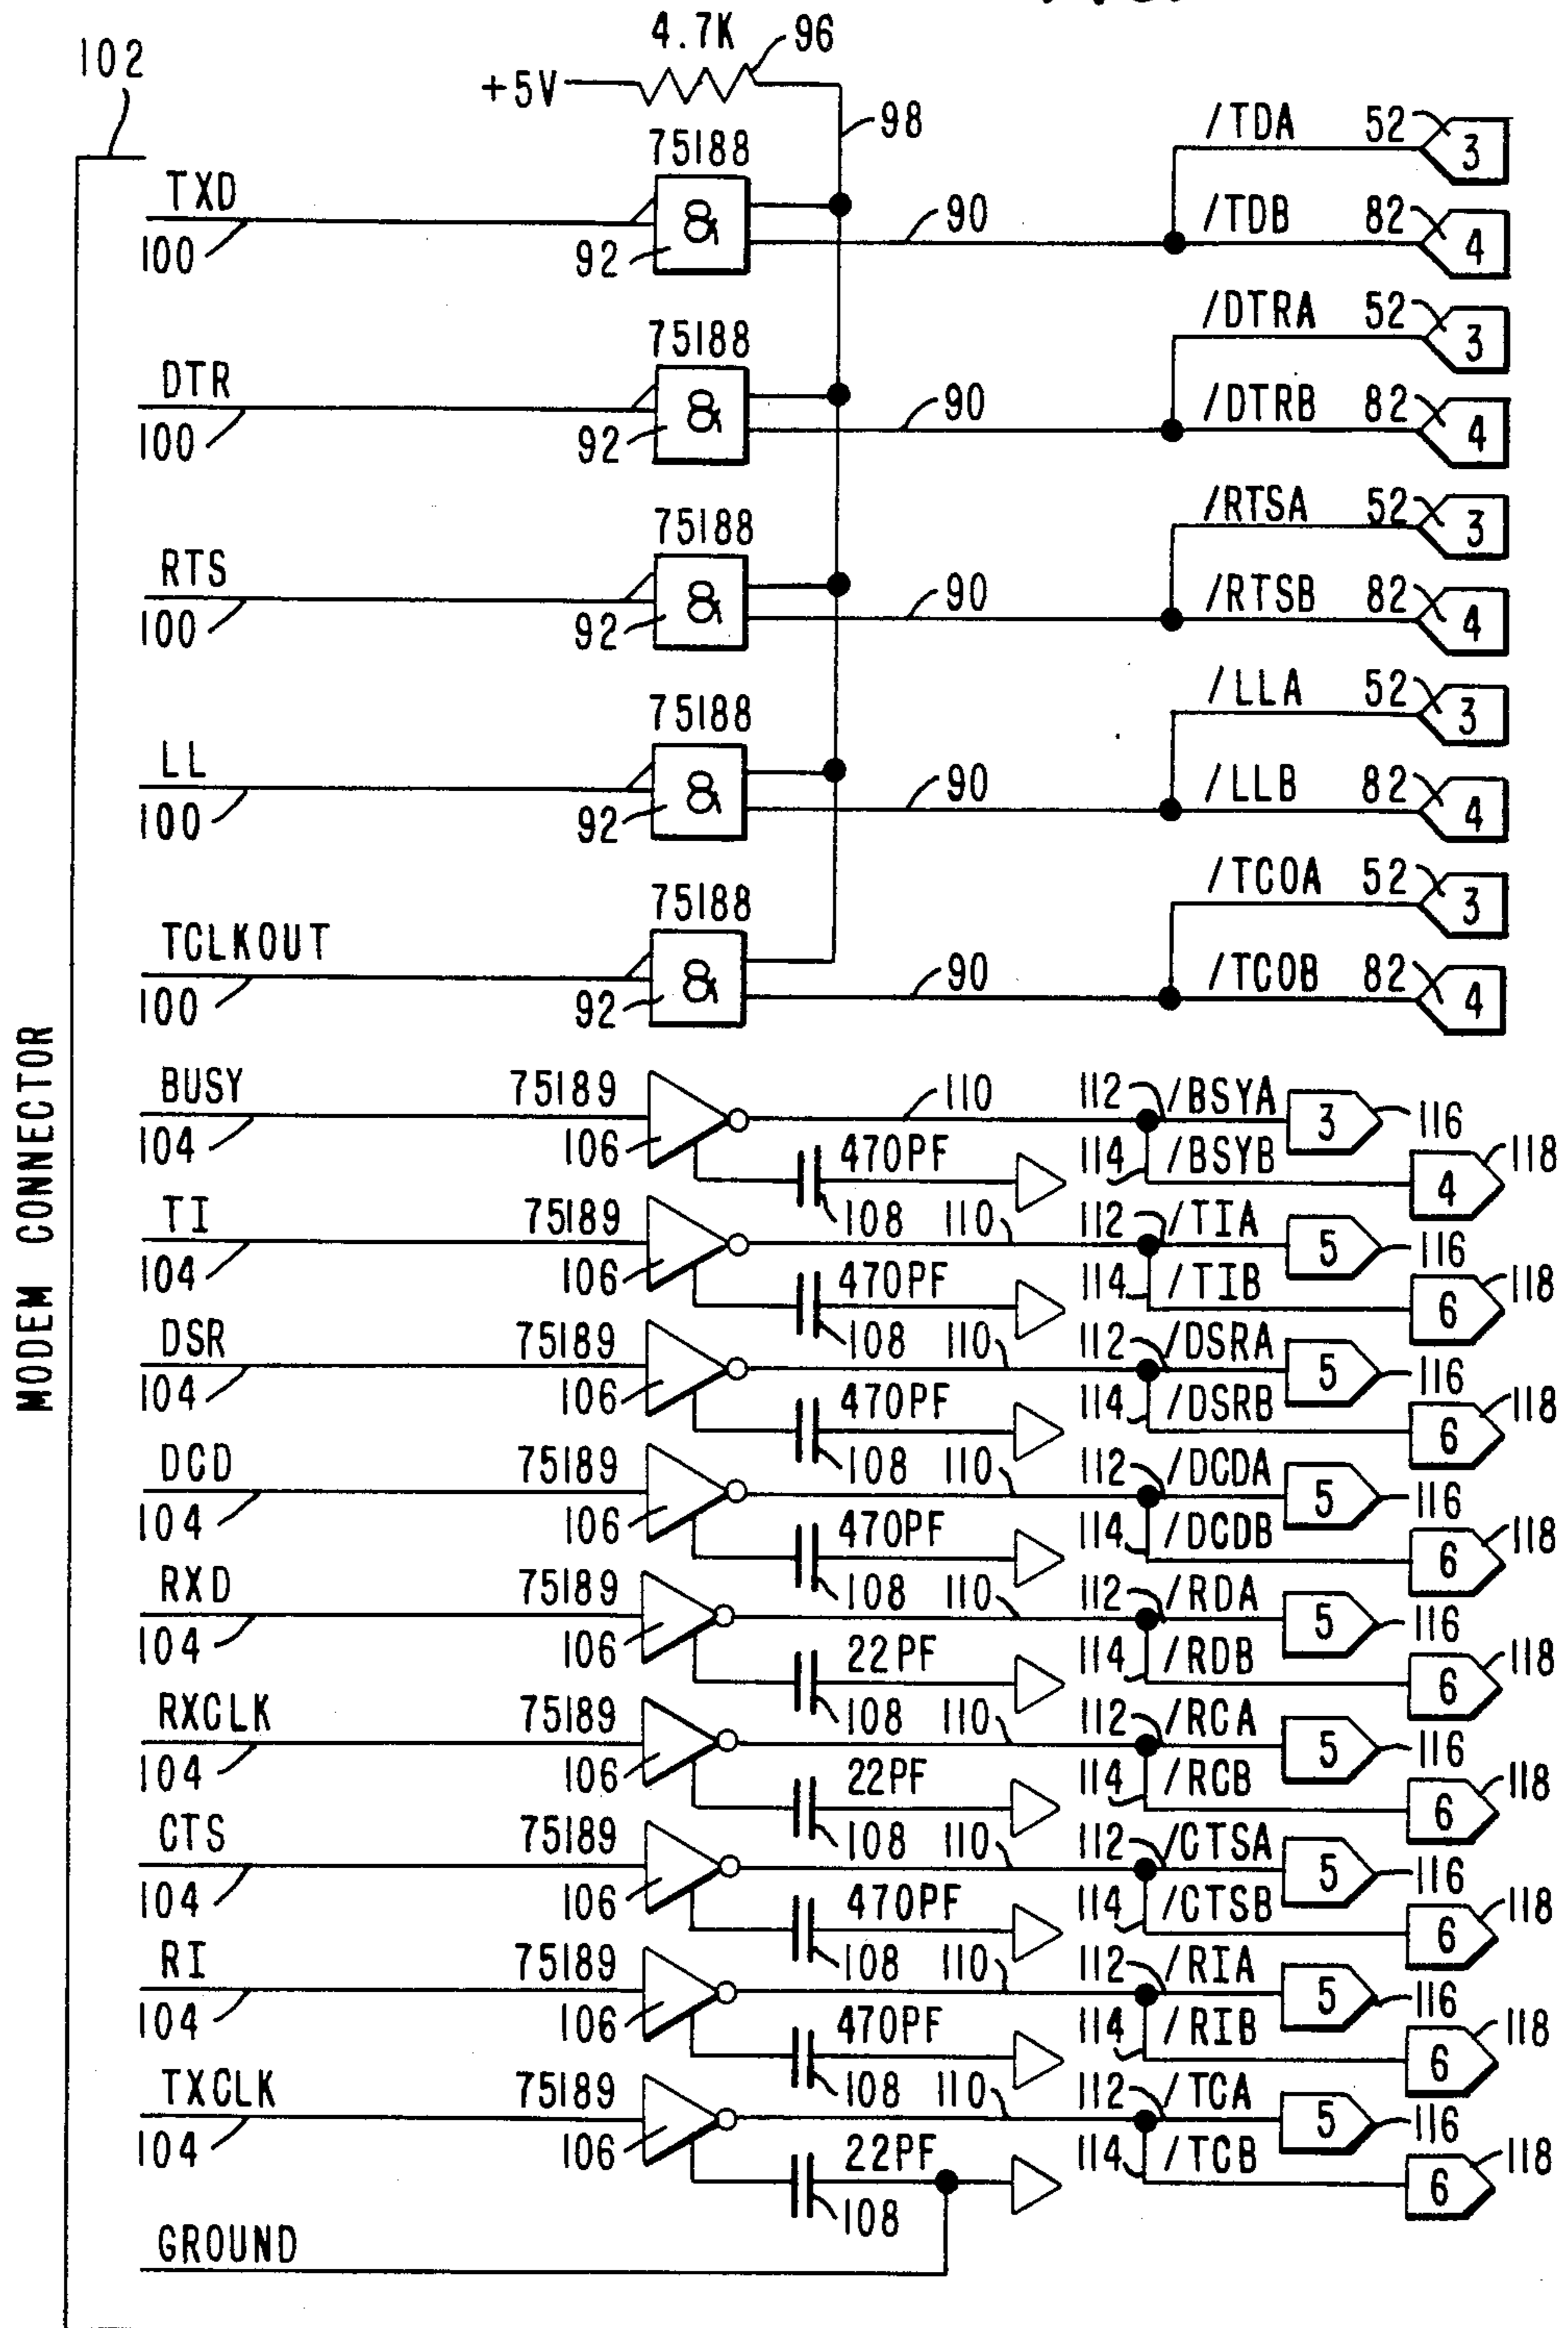 102
4.7K 96
+5V
98
75188
/TDA 52 3
TXD
100
&
92
90
/TDB 82 4
75188
/DTRA 52 3
DTR
100
&
92
90
/DTRB 82 4
75188
/RTSA 52 3
RTS
100
&
92
90
/RTSB 82 4
75188
/LLA 52 3
LL
100
&
92
90
/LLB 82 4
75188
/TCOA 52 3
TCLKOUT
100
&
92
90
/TCOB 82 4
MODEM CONNECTOR
BUSY 75189 110 112 /BSYA 3 116
104 106 470PF 114 /BSYB 4 118
108
TI 75189 110 112 /TIA 5 116
104 106 470PF 114 /TIB 6 118
108
DSR 75189 110 112 /DSRA 5 116
104 106 470PF 114 /DSRB 6 118
108
DCD 75189 110 112 /DCDA 5 116
104 106 470PF 114 /DCDB 6 118
108
RXD 75189 110 112 /RDA 5 116
104 106 22PF 114 /RDB 6 118
108
RXCLK 75189 110 112 /RCA 5 116
104 106 22PF 114 /RCB 6 118
108
CTS 75189 110 112 /CTSA 5 116
104 106 470PF 114 /CTSB 6 118
108
RI 75189 110 112 /RIA 5 116
104 106 470PF 114 /RIB 6 118
108
TXCLK 75189 110 112 /TCA 5 116
104 106 22PF 114 /TCB 6 118
108
GROUND